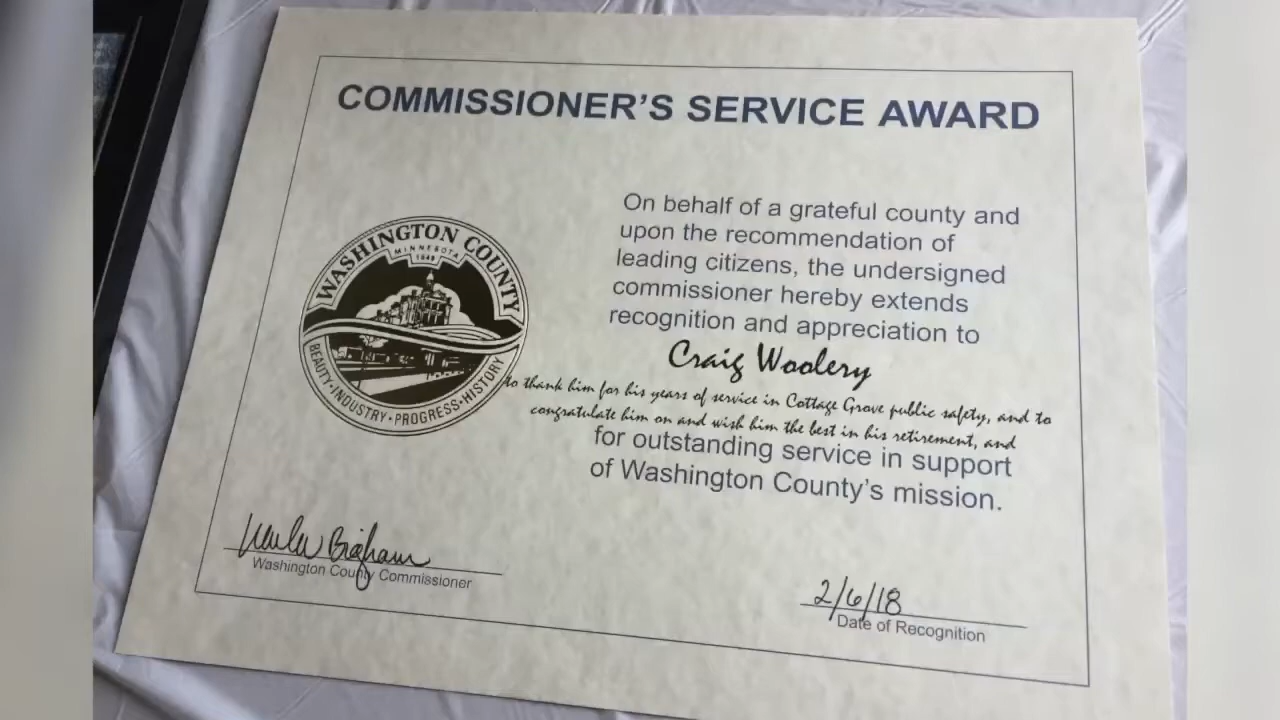 COMMISSIONER'S SERVICE AWARD
On behalf of a grateful county and
upon the recommendation of
leading citizens, the undersigned
commissioner hereby extends
recognition and appreciation to
Craig Woolery
to thank him for his years of service in Cottage Grove public safety, and to
congratulate him on and wish him the best in his retirement, and
for outstanding service in support
of Washington County's mission.
WASHINGTON COUNTY
MINNESOTA
1849
BEAUTY·INDUSTRY·PROGRESS·HISTORY
Bigham
Washington County Commissioner
2/6/18
Date of Recognition